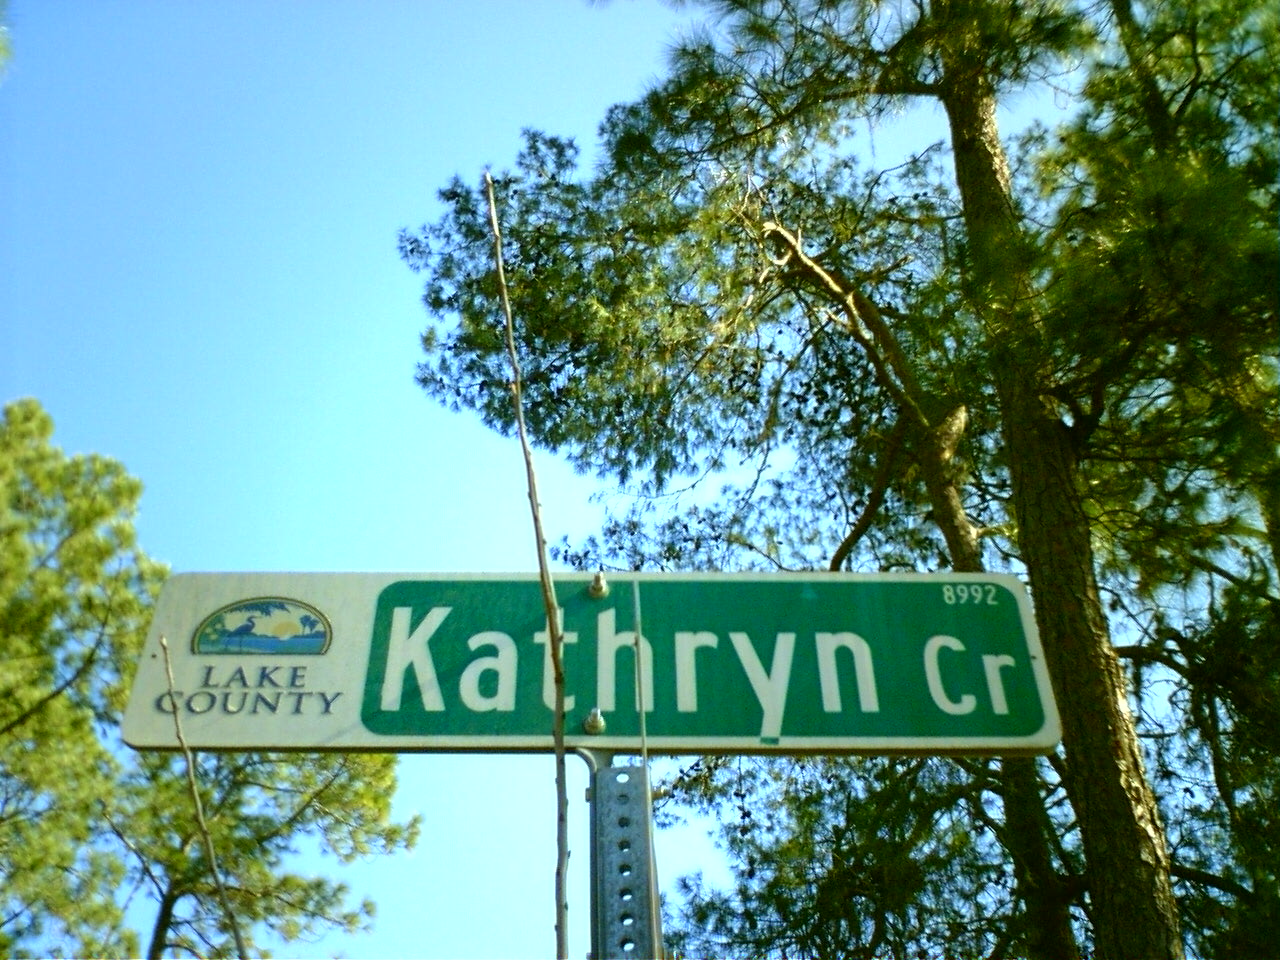 8992
LAKE
COUNTY
Kathryn Cr